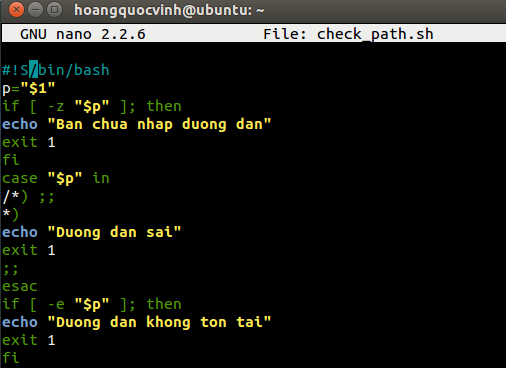 hoangquocvinh@ubuntu: ~
GNU nano 2.2.6 File: check_path.sh
#!S/bin/bash
p="$1"
if [ -z "$p" ]; then
echo "Ban chua nhap duong dan"
exit 1
fi
case "$p" in
/*) ;;
*)
echo "Duong dan sai"
exit 1
;;
esac
if [ -e "$p" ]; then
echo "Duong dan khong ton tai"
exit 1
fi